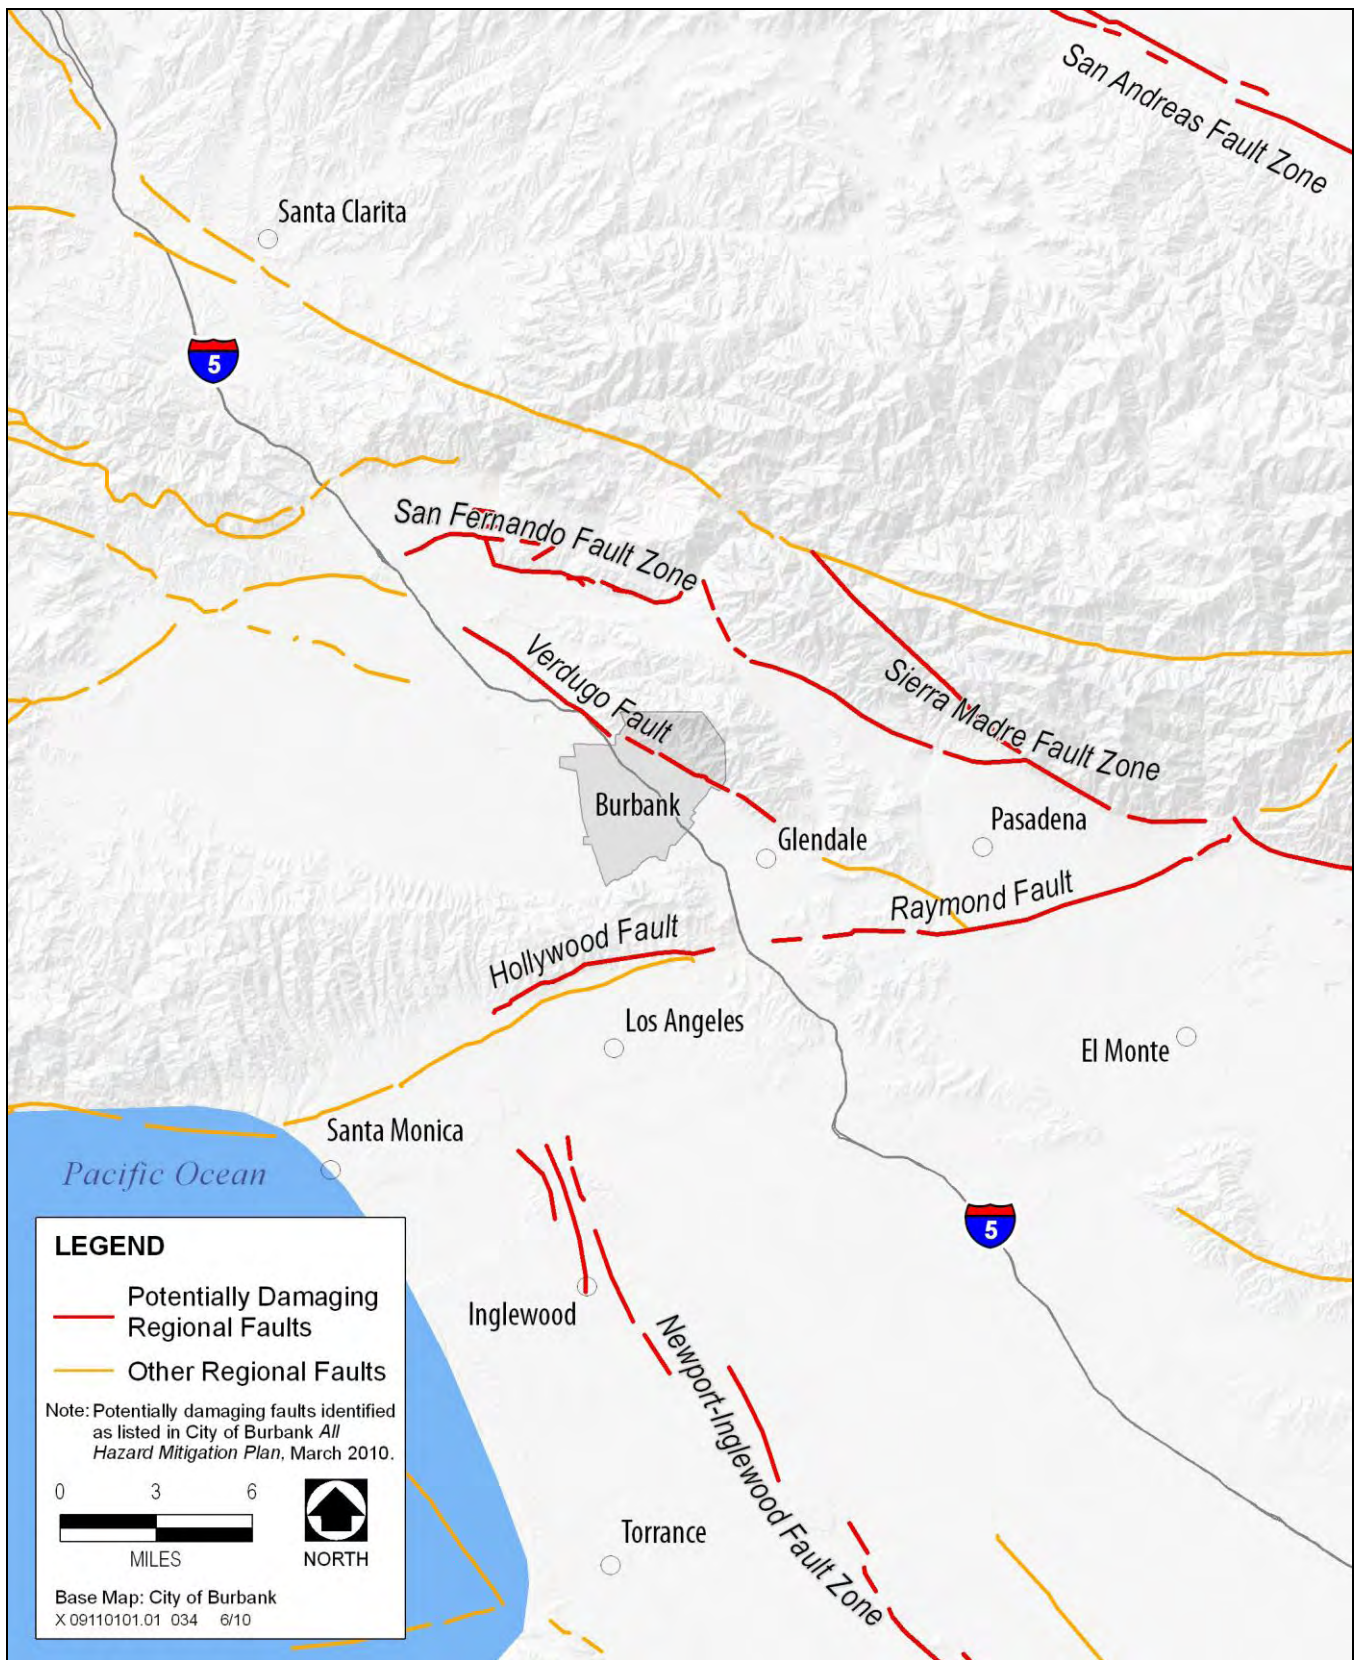 San Andreas Fault Zone
Santa Clarita
5
San Fernando Fault Zone
Verdugo Fault
Sierra Madre Fault Zone
Burbank
Glendale
Pasadena
Raymond Fault
Hollywood Fault
Los Angeles
El Monte
Santa Monica
Pacific Ocean
5
Inglewood
Newport-Inglewood Fault Zone
Torrance
LEGEND
Potentially Damaging
Regional Faults
Other Regional Faults
Note: Potentially damaging faults identified
as listed in City of Burbank All
Hazard Mitigation Plan, March 2010.
0 3 6
MILES
NORTH
Base Map: City of Burbank
X 09110101.01 034 6/10